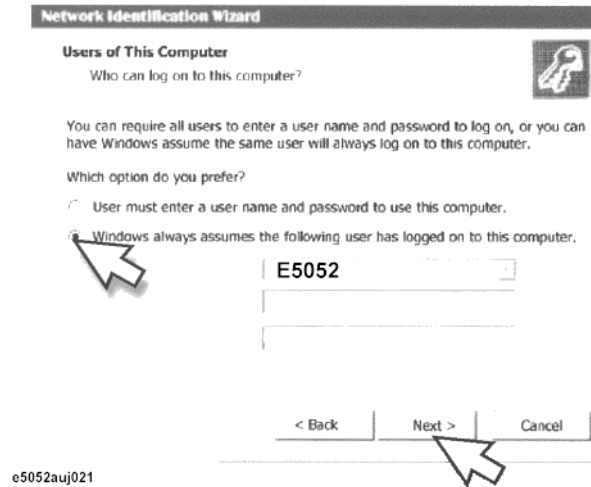 Network Identification Wizard
Users of This Computer
Who can log on to this computer?
You can require all users to enter a user name and password to log on, or you can
have Windows assume the same user will always log on to this computer.
Which option do you prefer?
User must enter a user name and password to use this computer.
Windows always assumes the following user has logged on to this computer.
E5052
< Back Next > Cancel
e5052auj021